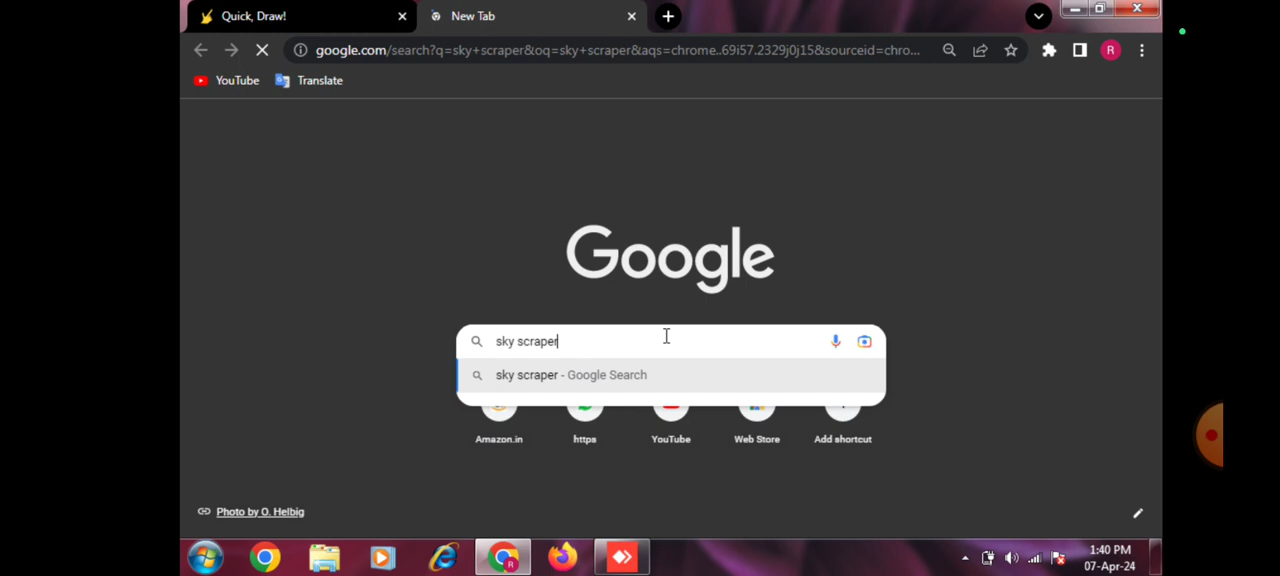 Quick, Draw!
New Tab
google.com/search?q=sky+scraper&oq=sky+scraper&aqs=chrome..69i57.2329j0j15&sourceid=chro...
R
YouTube
Translate
Google
sky scraper
sky scraper - Google Search
Amazon.in
https
YouTube
Web Store
Add shortcut
Photo by O. Helbig
R
1:40 PM
07-Apr-24